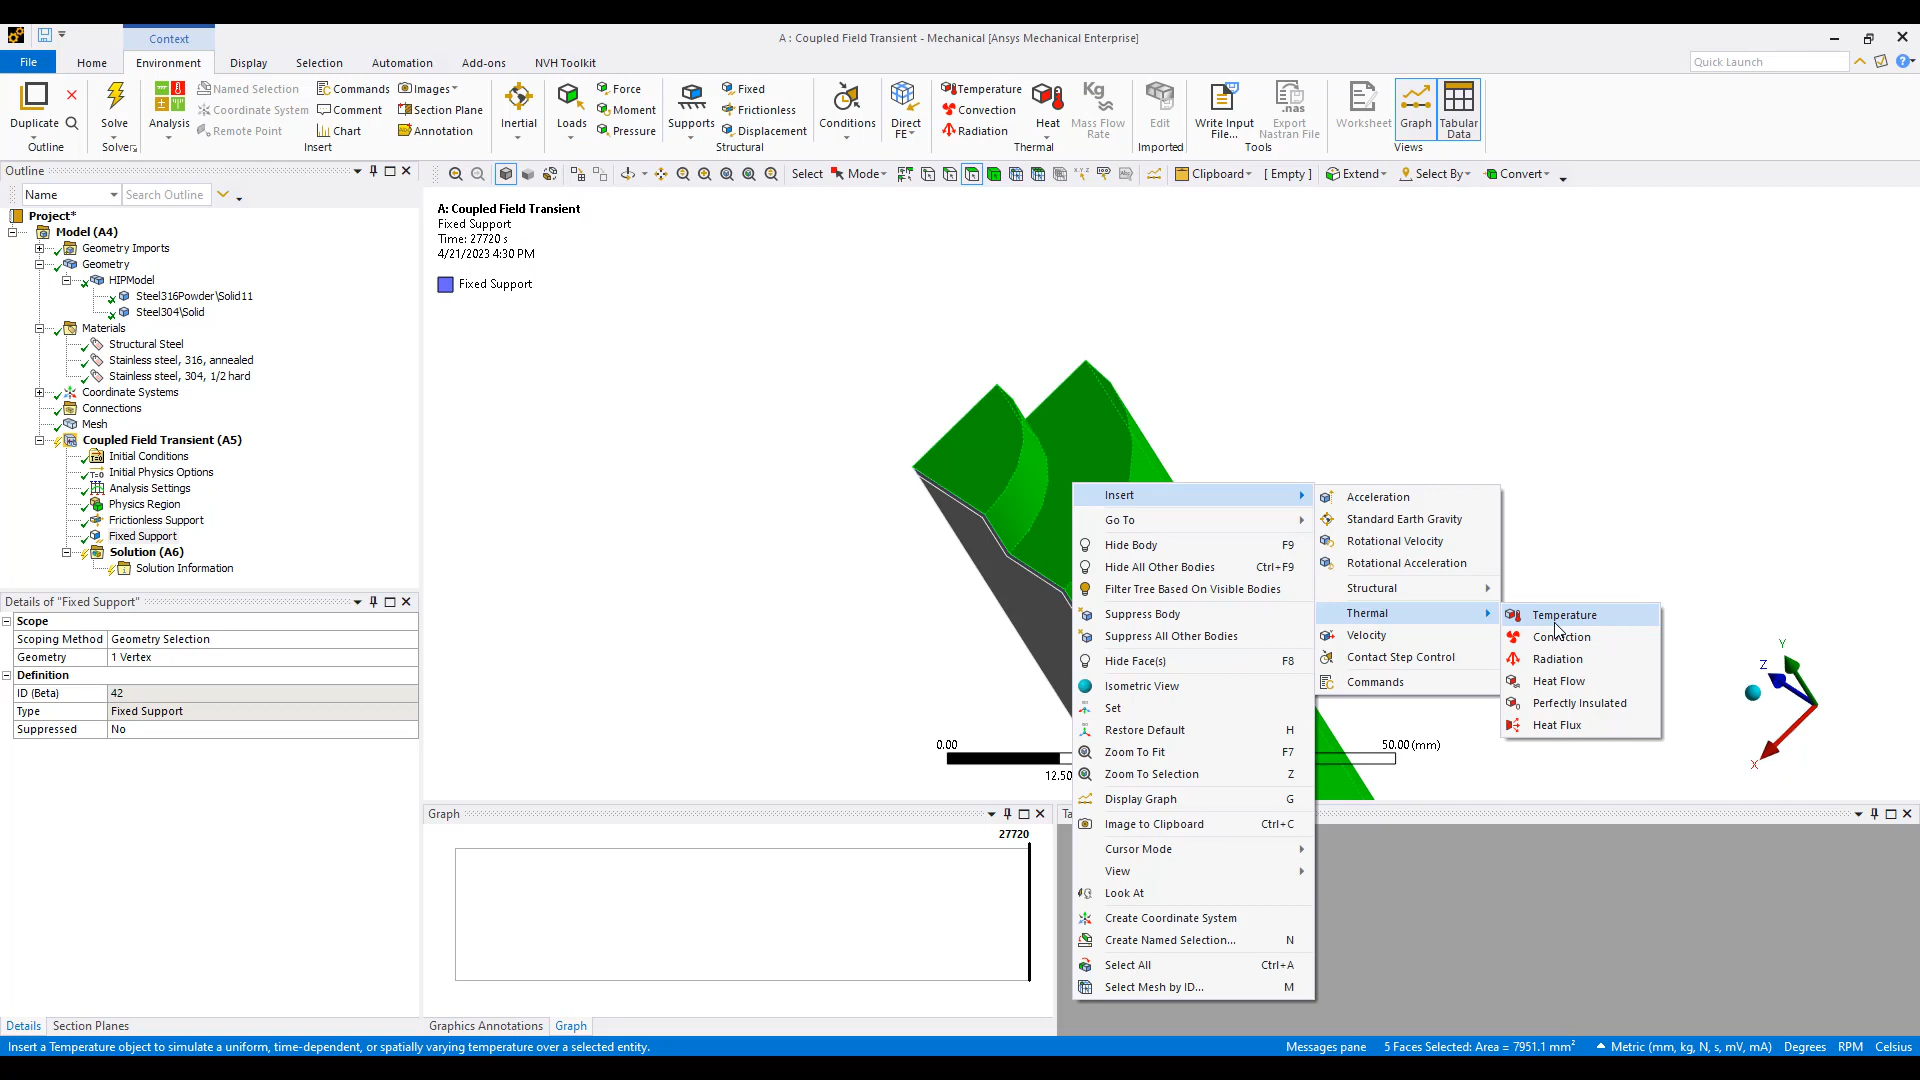 Context
A : Coupled Field Transient - Mechanical [Ansys Mechanical Enterprise]
File
Home
Environment
Display
Selection
Automation
Add-ons
NVH Toolkit
Quick Launch
Duplicate
Outline
Solve
Solver
Analysis
Named Selection
Coordinate System
Remote Point
Commands
Comment
Chart
Images
Section Plane
Annotation
Insert
Inertial
Loads
Force
Moment
Pressure
Supports
Fixed
Frictionless
Displacement
Conditions
Direct
FE
Structural
Temperature
Convection
Radiation
Heat
Mass Flow
Rate
Thermal
Edit
Imported
Write Input
File...
Export
Nastran File
Tools
Worksheet
Graph
Tabular
Data
Views
Outline
Name
Search Outline
Project*
Model (A4)
Geometry Imports
Geometry
HIPModel
Steel316Powder\Solid11
Steel304\Solid
Materials
Structural Steel
Stainless steel, 316, annealed
Stainless steel, 304, 1/2 hard
Coordinate Systems
Connections
Mesh
Coupled Field Transient (A5)
Initial Conditions
Initial Physics Options
Analysis Settings
Physics Region
Frictionless Support
Fixed Support
Solution (A6)
Solution Information
Details of "Fixed Support"
Scope
Scoping Method Geometry Selection
Geometry 1 Vertex
Definition
ID (Beta) 42
Type Fixed Support
Suppressed No
Details
Section Planes
Select
Mode
Clipboard
[ Empty ]
Extend
Select By
Convert
A: Coupled Field Transient
Fixed Support
Time: 27720 s
4/21/2023 4:30 PM
Fixed Support
0.00
12.50
50.00 (mm)
Y
Z
X
Insert
Go To
Hide Body F9
Hide All Other Bodies Ctrl+F9
Filter Tree Based On Visible Bodies
Suppress Body
Suppress All Other Bodies
Hide Face(s) F8
Isometric View
Set
Restore Default H
Zoom To Fit F7
Zoom To Selection Z
Display Graph G
Image to Clipboard Ctrl+C
Cursor Mode
View
Look At
Create Coordinate System
Create Named Selection... N
Select All Ctrl+A
Select Mesh by ID... M
Acceleration
Standard Earth Gravity
Rotational Velocity
Rotational Acceleration
Structural
Thermal
Velocity
Contact Step Control
Commands
Temperature
Convection
Radiation
Heat Flow
Perfectly Insulated
Heat Flux
Graph
27720
Graphics Annotations
Graph
Insert a Temperature object to simulate a uniform, time-dependent, or spatially varying temperature over a selected entity.
Messages pane
5 Faces Selected: Area = 7951.1 mm²
Metric (mm, kg, N, s, mV, mA)
Degrees
RPM
Celsius